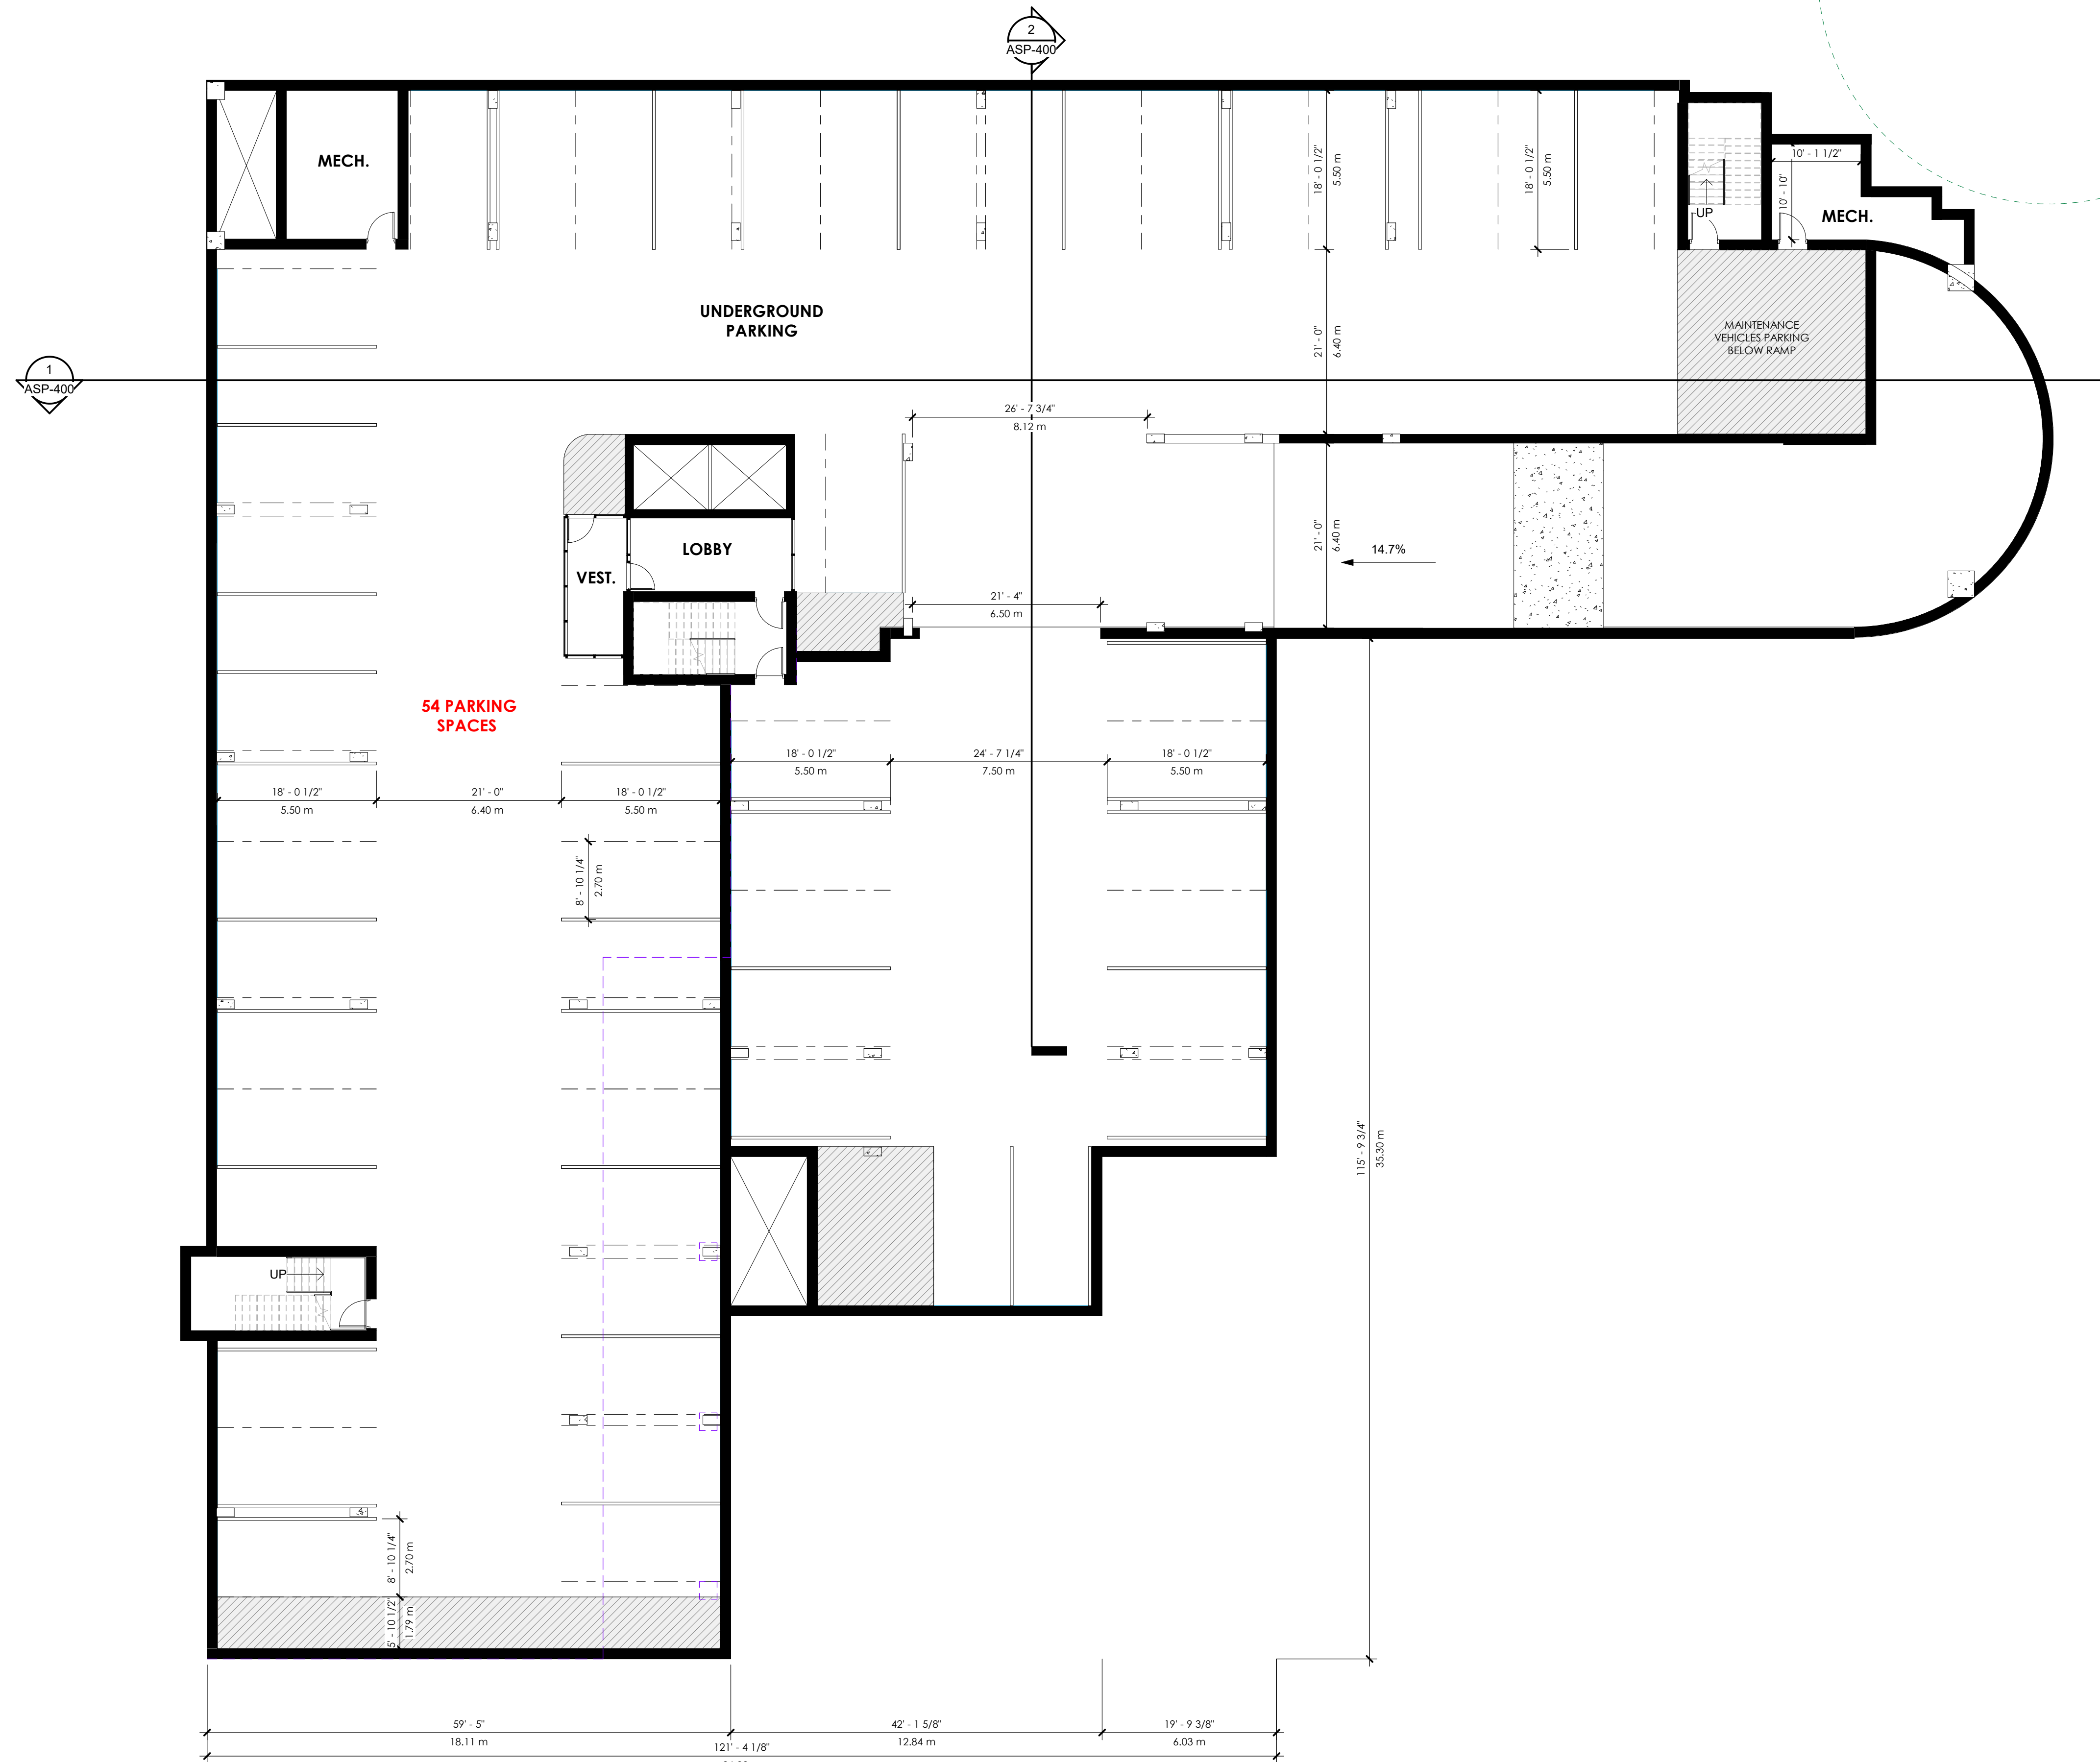 2
ASP-400
MECH.
18' - 0 1/2"
5.50 m
18' - 0 1/2"
5.50 m
10' - 1 1/2"
10' - 10"
UP
MECH.
UNDERGROUND
PARKING
21' - 0"
6.40 m
MAINTENANCE
VEHICLES PARKING
BELOW RAMP
1
ASP-400
26' - 7 3/4"
8.12 m
LOBBY
VEST.
21' - 0"
6.40 m
14.7%
21' - 4"
6.50 m
54 PARKING
SPACES
18' - 0 1/2"
5.50 m
24' - 7 1/4"
7.50 m
18' - 0 1/2"
5.50 m
18' - 0 1/2"
5.50 m
21' - 0"
6.40 m
18' - 0 1/2"
5.50 m
8' - 10 1/4"
2.70 m
115' - 9 3/4"
35.30 m
UP
8' - 10 1/4"
2.70 m
5' - 10 1/2"
1.79 m
59' - 5"
18.11 m
42' - 1 5/8"
12.84 m
19' - 9 3/8"
6.03 m
121' - 4 1/8"